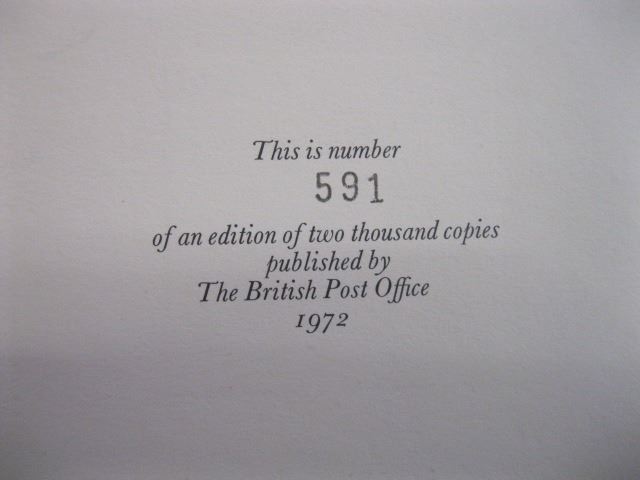 This is number
591
of an edition of two thousand copies
published by
The British Post Office
1972